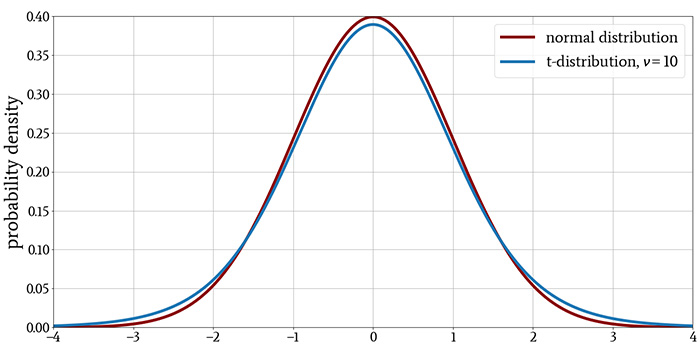 probability density
0.40
0.35
0.30
0.25
0.20
0.15
0.10
0.05
0.00
normal distribution
t-distribution, ν = 10
−4 −3 −2 −1 0 1 2 3 4